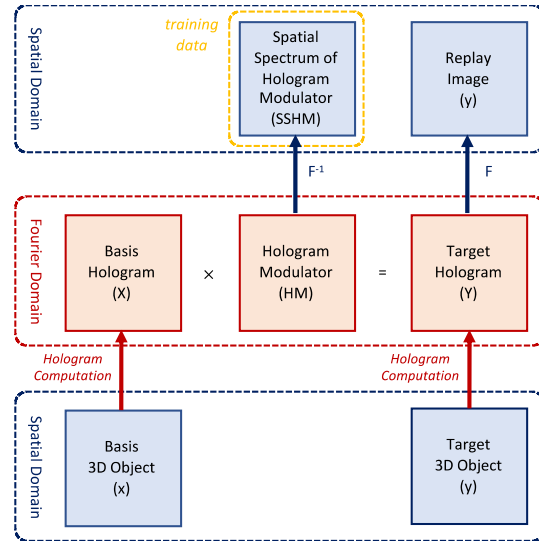 Spatial Domain
training
data
Spatial
Spectrum of
Hologram
Modulator
(SSHM)
Replay
Image
(y)
F-1
F
Fourier Domain
Basis
Hologram
(X)
×
Hologram
Modulator
(HM)
=
Target
Hologram
(Y)
Hologram
Computation
Hologram
Computation
Spatial Domain
Basis
3D Object
(x)
Target
3D Object
(y)